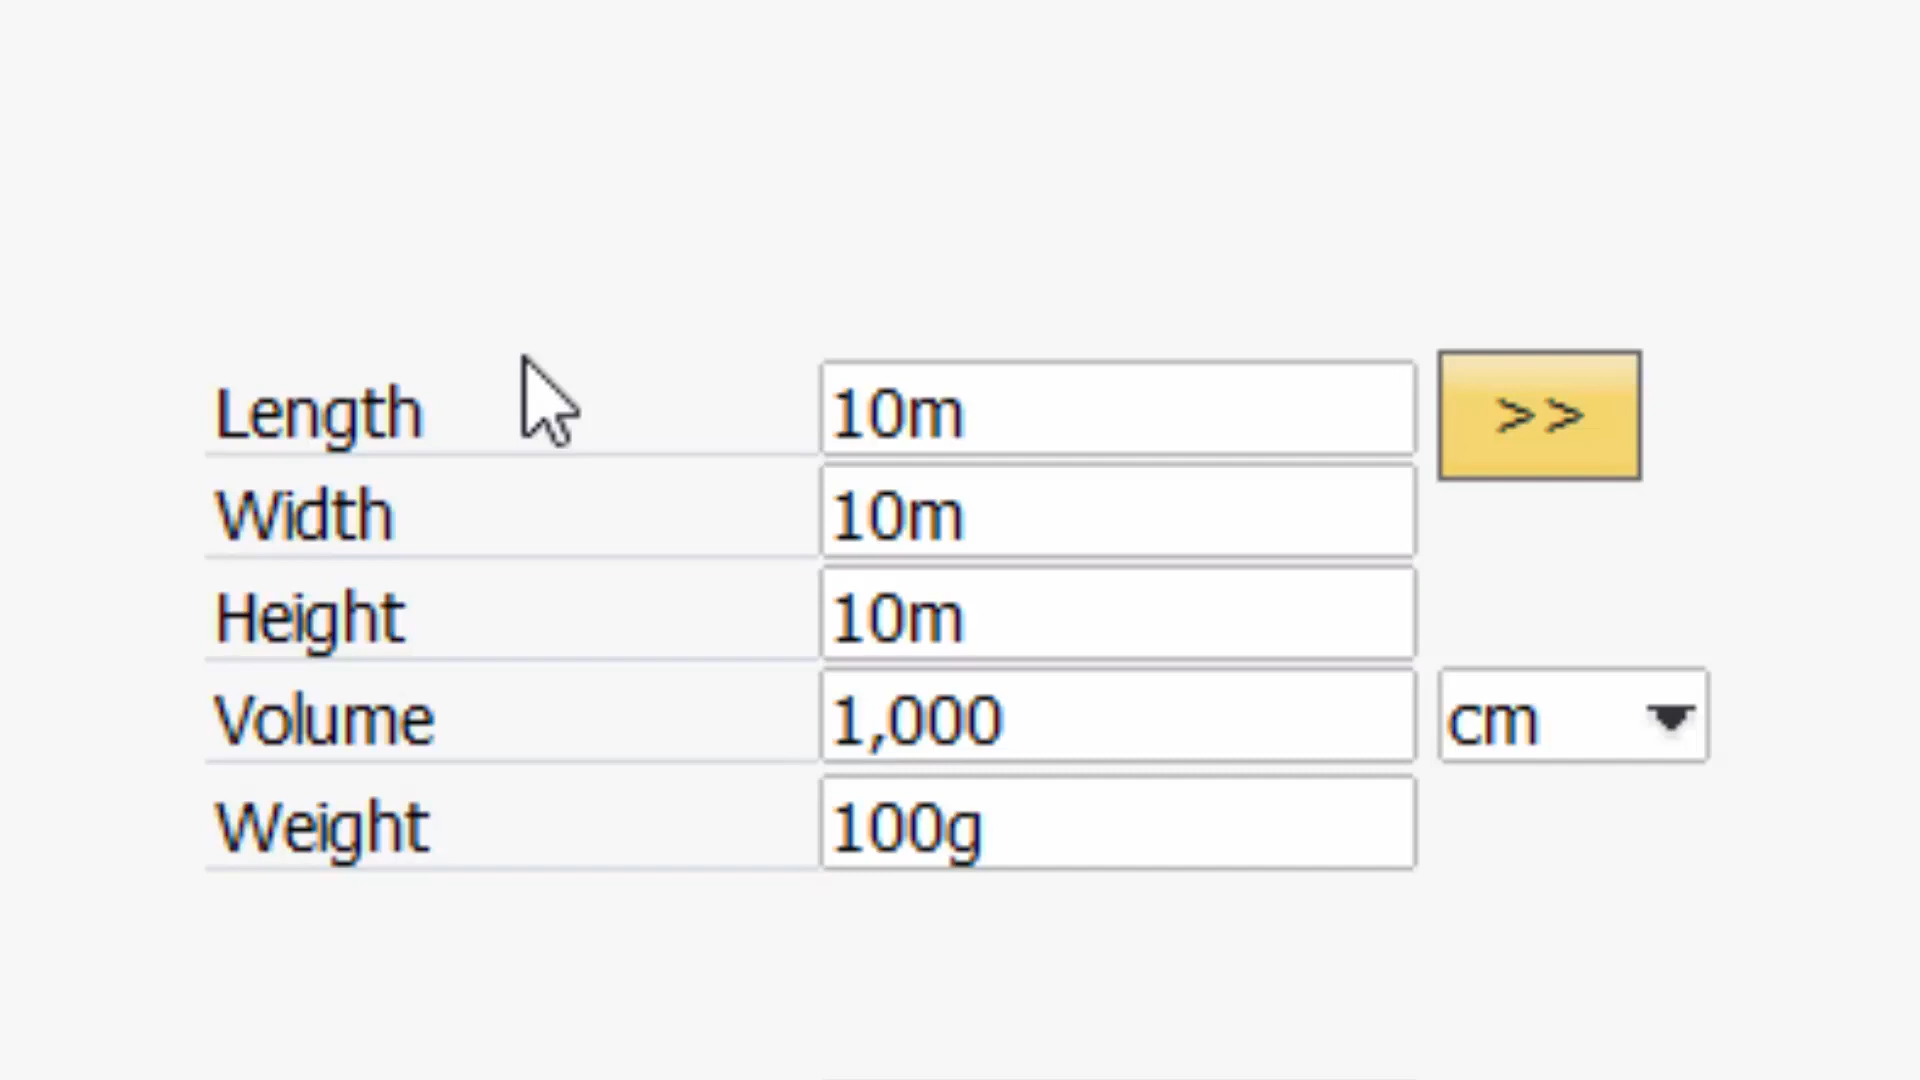 Length 10m >>
Width 10m
Height 10m
Volume 1,000 cm
Weight 100g